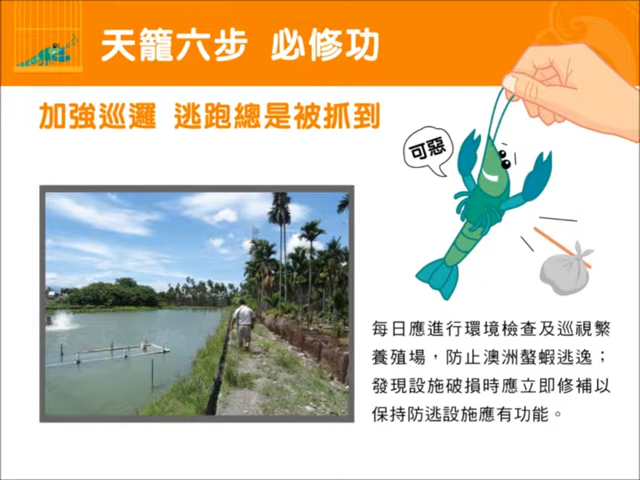 天籠六步 必修功
加強巡邏 逃跑總是被抓到
可惡
每日應進行環境檢查及巡視繁
養殖場，防止澳洲螯蝦逃逸；
發現設施破損時應立即修補以
保持防逃設施應有功能。